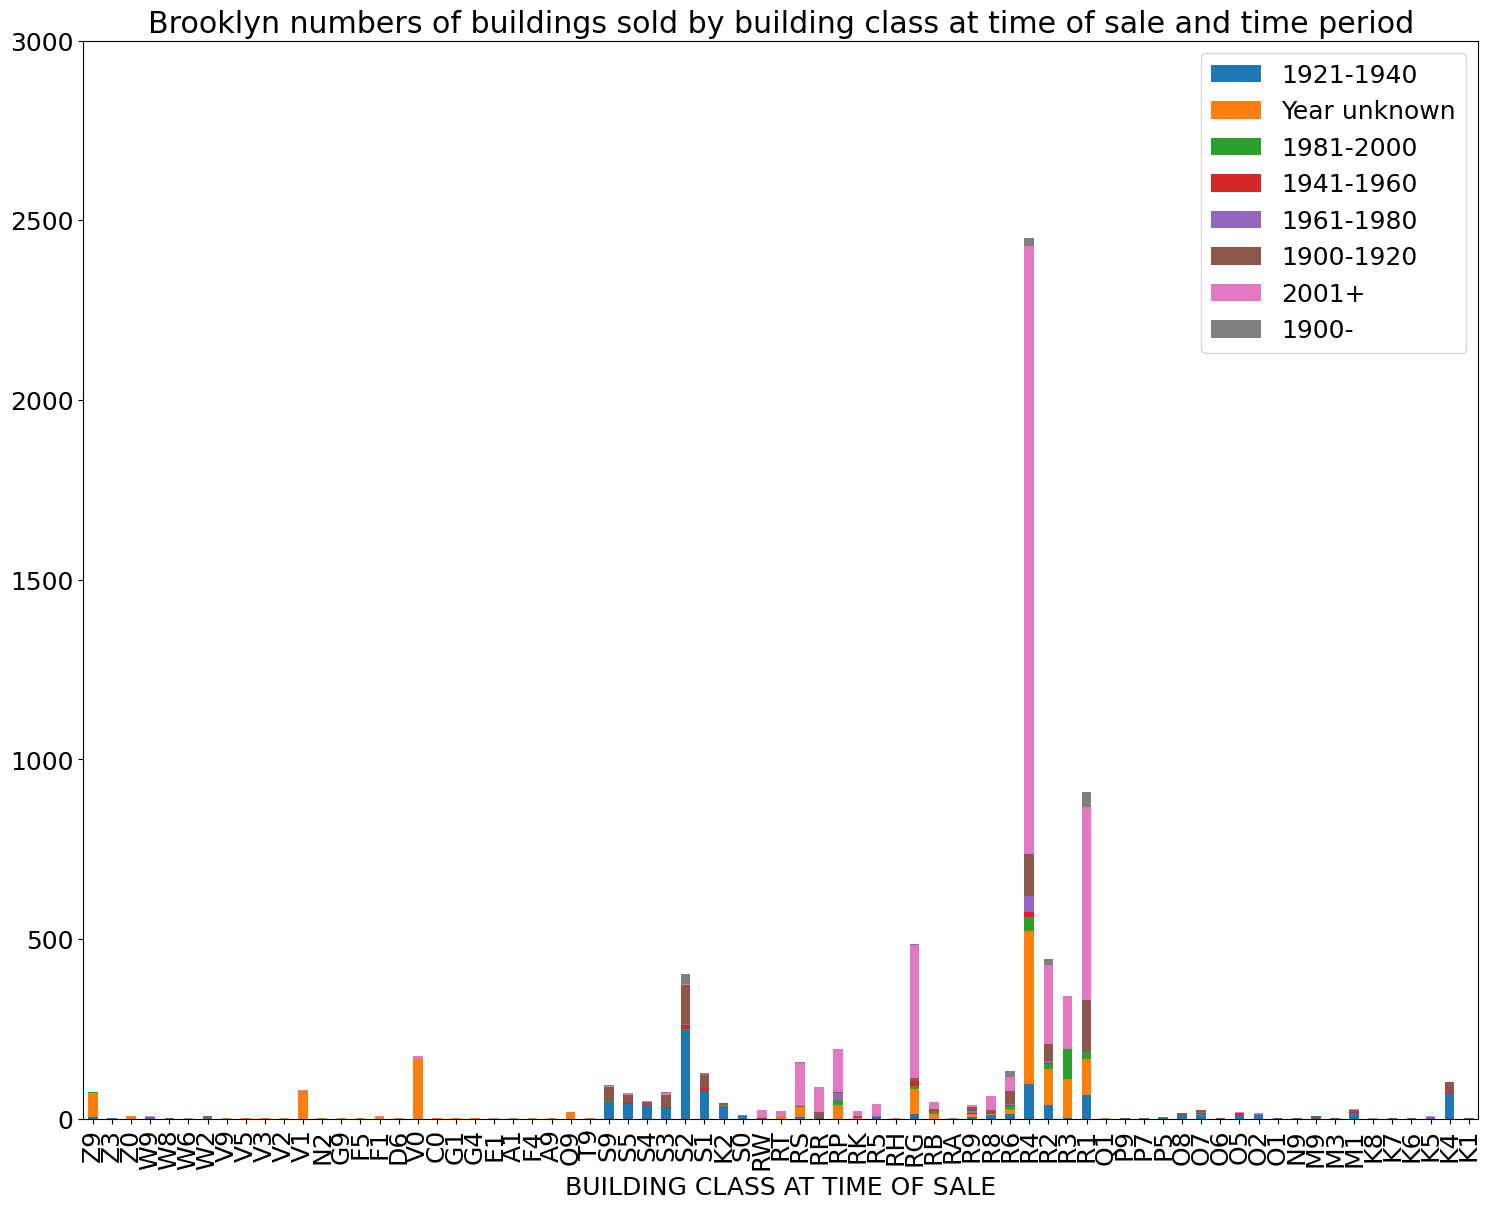 Brooklyn numbers of buildings sold by building class at time of sale and time period
3000
2500
2000
1500
1000
500
0
1921-1940
Year unknown
1981-2000
1941-1960
1961-1980
1900-1920
2001+
1900-
Z9
Z3
Z0
W9
W8
W6
W2
V9
V5
V3
V2
V1
N2
G9
F5
F1
D6
V0
C0
G1
G4
E1
A1
F4
A9
O9
T9
S9
S5
S4
S3
S2
S1
K2
S0
RW
RT
RS
RR
RP
RK
R5
RH
RG
RB
RA
R9
R8
R6
R4
R2
R3
R1
Q1
P9
P7
P5
O8
O7
O6
O5
O2
O1
N9
M9
M3
M1
K8
K7
K6
K5
K4
K1
BUILDING CLASS AT TIME OF SALE